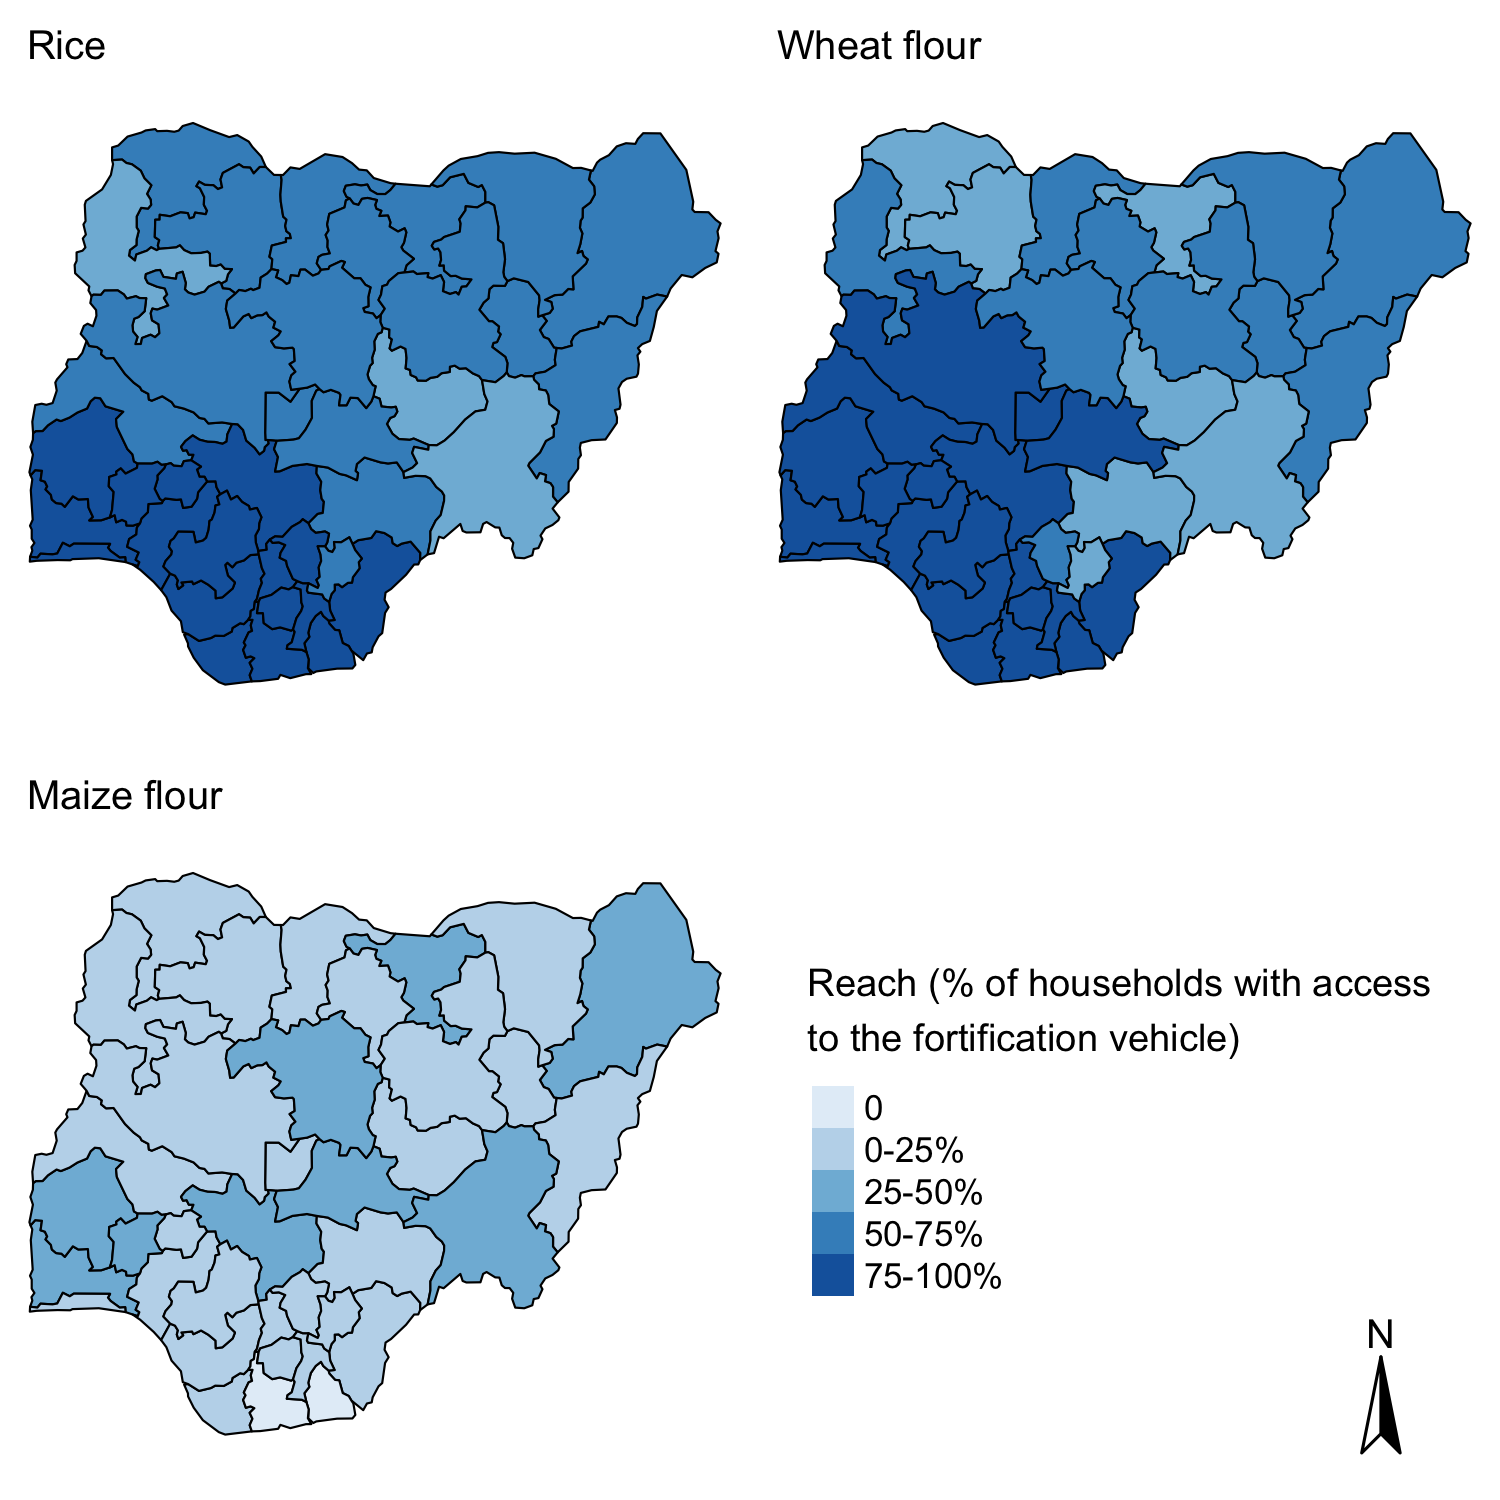 Rice
Wheat flour
Maize flour
Reach (% of households with access
to the fortification vehicle)
0
0-25%
25-50%
50-75%
75-100%
N